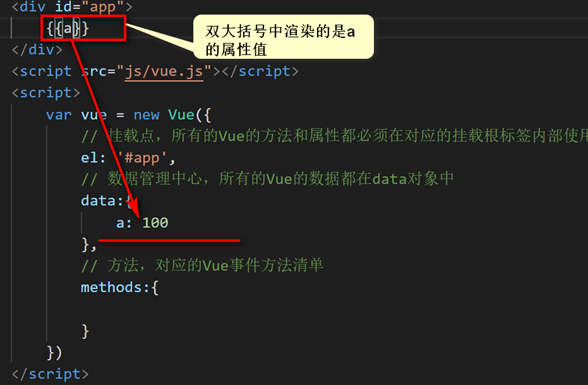 <div id="app">
{{a}}
双大括号中渲染的是a
的属性值
</div>
<script src="js/vue.js"></script>
<script>
var vue = new Vue({
// 挂载点，所有的Vue的方法和属性都必须在对应的挂载根标签内部使用
el: '#app',
// 数据管理中心，所有的Vue的数据都在data对象中
data:{
a: 100
},
// 方法，对应的Vue事件方法清单
methods:{
}
})
</script>